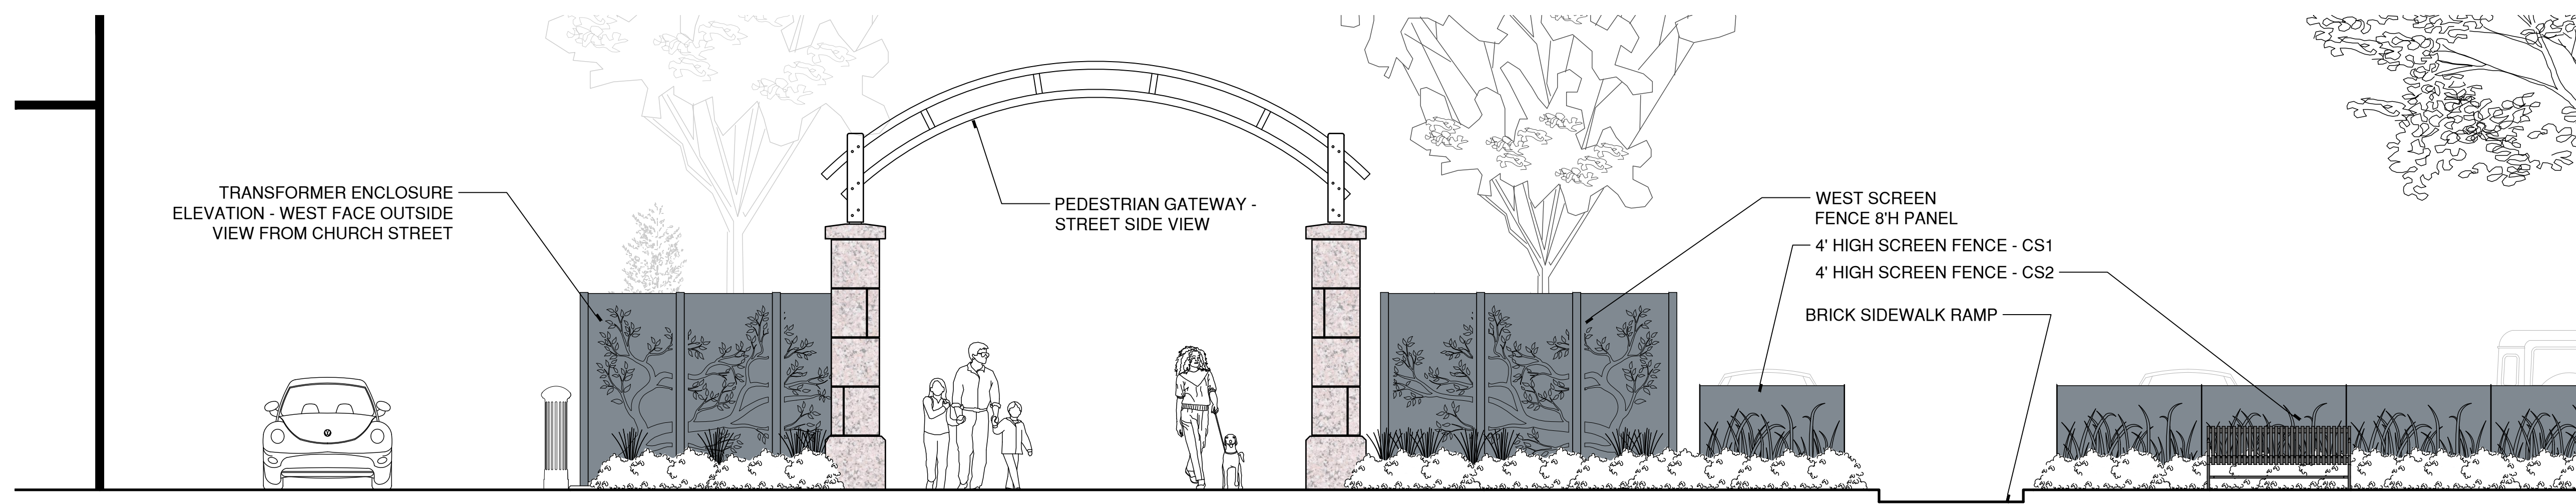 TRANSFORMER ENCLOSURE
ELEVATION - WEST FACE OUTSIDE
VIEW FROM CHURCH STREET
PEDESTRIAN GATEWAY -
STREET SIDE VIEW
WEST SCREEN
FENCE 8'H PANEL
4' HIGH SCREEN FENCE - CS1
4' HIGH SCREEN FENCE - CS2
BRICK SIDEWALK RAMP